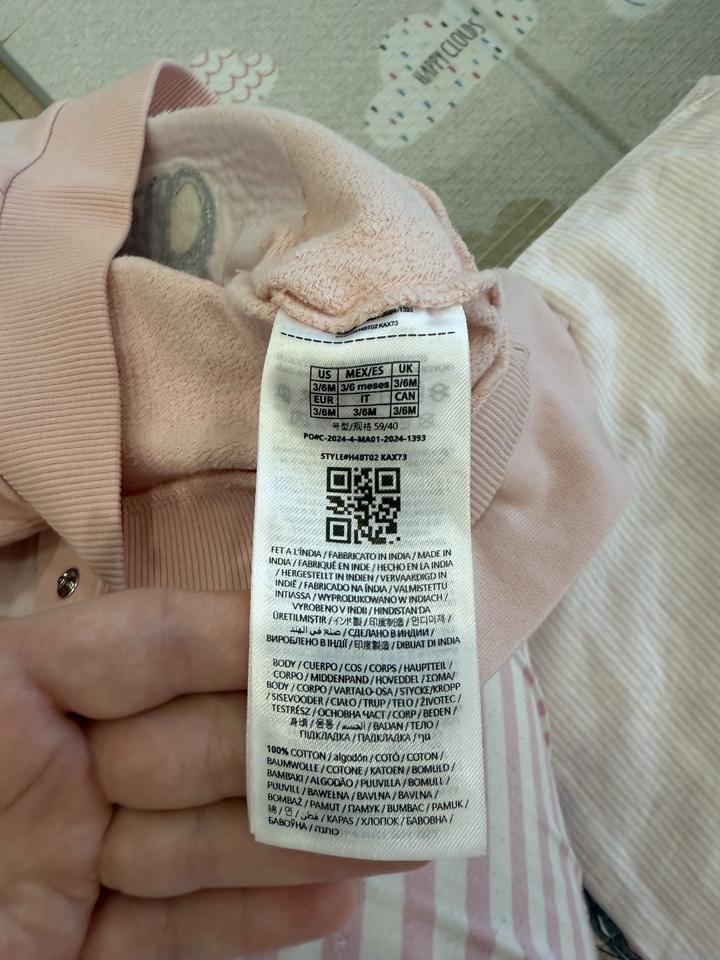 HAPPY CLOUDS
US MEX/ES UK
3/6M 3/6 meses 3/6M
EUR IT CAN
3/6M 3/6M 3/6M
号型/规格 59/40
PO#C-2024-4-MA01-2024-1393
STYLE#H4BT02 KAX73
FET A L'ÍNDIA / FABBRICATO IN INDIA / MADE IN
INDIA / FABRIQUÉ EN INDE / HECHO EN LA INDIA
/ HERGESTELLT IN INDIEN / VERVAARDIGD IN
INDIË / FABRICADO NA ÍNDIA / VALMISTETTU
INTIASSA / WYPRODUKOWANO W INDIACH /
VYROBENO V INDII / HINDISTAN'DA
ÜRETILMIŞTIR / インド製 / 印度制造 /
صنع في الهند / СДЕЛАНО В ИНДИИ /
ВИРОБЛЕНО В ІНДІЇ / 印度製造 / DIBUAT DI INDIA
BODY / CUERPO / COS / CORPS / HAUPTTEIL /
CORPO / MIDDENPAND / HOVEDDEL / ΣΩΜΑ/
BODY / CORPO / VARTALO-OSA / STYCKE/KROPP
/ SISEVOODER / CIAŁO / TRUP / TELO / ŽIVOTEC /
TESTRÉSZ / ОСНОВНА ЧАСТ / CORP / BEDEN /
身頃 / 몸통 / الجسم / BADAN / ТЕЛО /
ПІДКЛАДКА / ПАДКЛАДКА / גוף
100% COTTON / algodón / COTÓ / COTON /
BAUMWOLLE / COTONE / KATOEN / BOMULD /
BAMBAKI / ALGODÃO / PUUVILLA / BOMULL /
PUUVILL / BAWEŁNA / BAVLNA / BAVLNA /
BOMBAŽ / PAMUT / ПАМУК / BUMBAC / PAMUK /
綿 / 면 / قطن / KAPAS / ХЛОПОК / БАВОВНА /
БАВОЎНА / כותנה